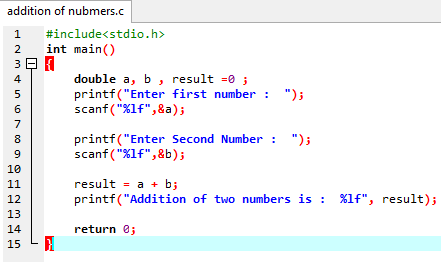 addition of nubmers.c
1 #include<stdio.h>
2 int main()
3 {
4 double a, b , result =0 ;
5 printf("Enter first number :  ");
6 scanf("%lf",&a);
7
8 printf("Enter Second Number :  ");
9 scanf("%lf",&b);
10
11 result = a + b;
12 printf("Addition of two numbers is :  %lf", result);
13
14 return 0;
15 }